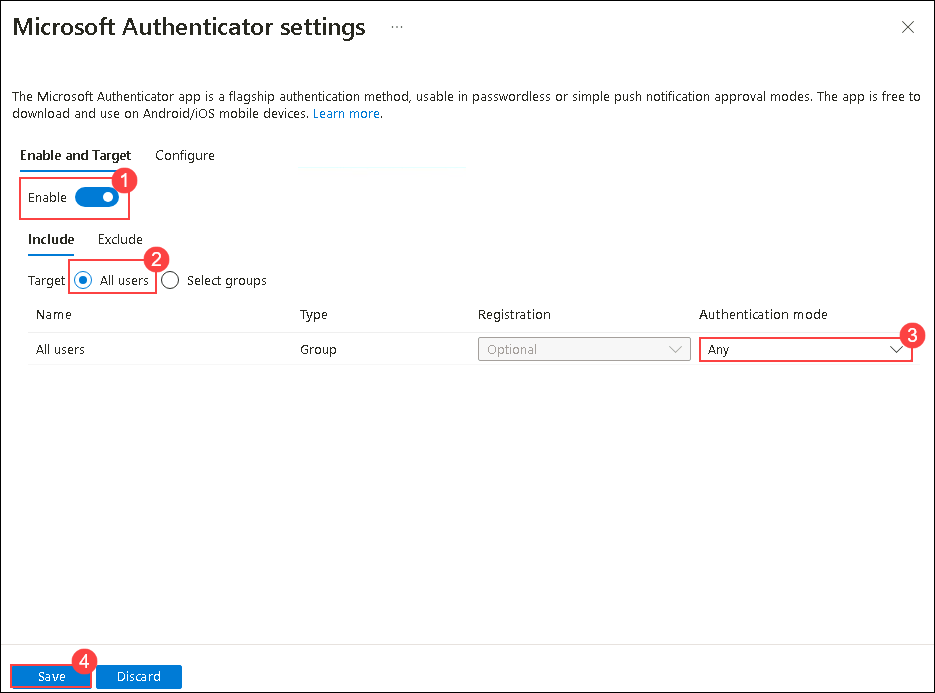 Microsoft Authenticator settings ...
The Microsoft Authenticator app is a flagship authentication method, usable in passwordless or simple push notification approval modes. The app is free to
download and use on Android/iOS mobile devices. Learn more.
Enable and Target Configure
1
Enable
Include Exclude
2
Target All users Select groups
Name Type Registration Authentication mode
3
All users Group Optional Any
4
Save Discard